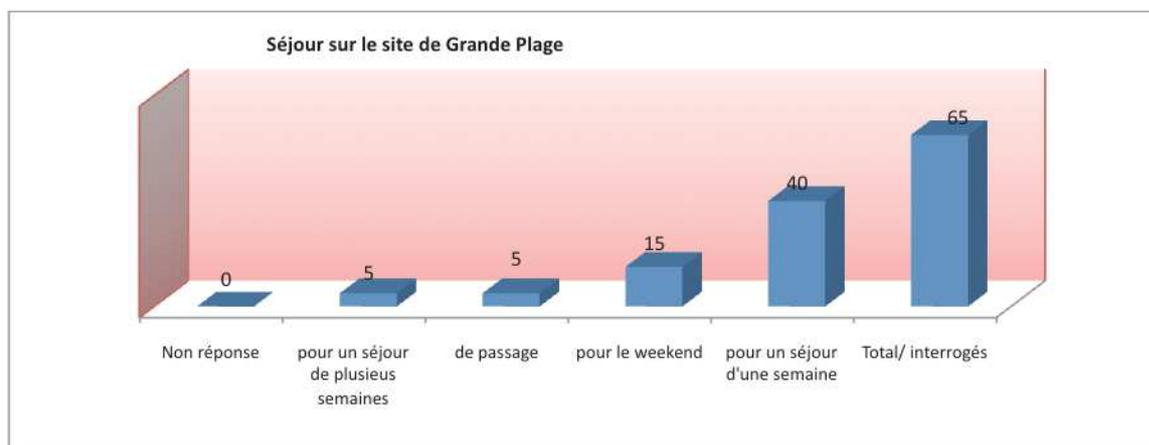 Séjour sur le site de Grande Plage
0
5
5
15
40
65
Non réponse
pour un séjour
de plusieus
semaines
de passage
pour le weekend
pour un séjour
d'une semaine
Total/ interrogés